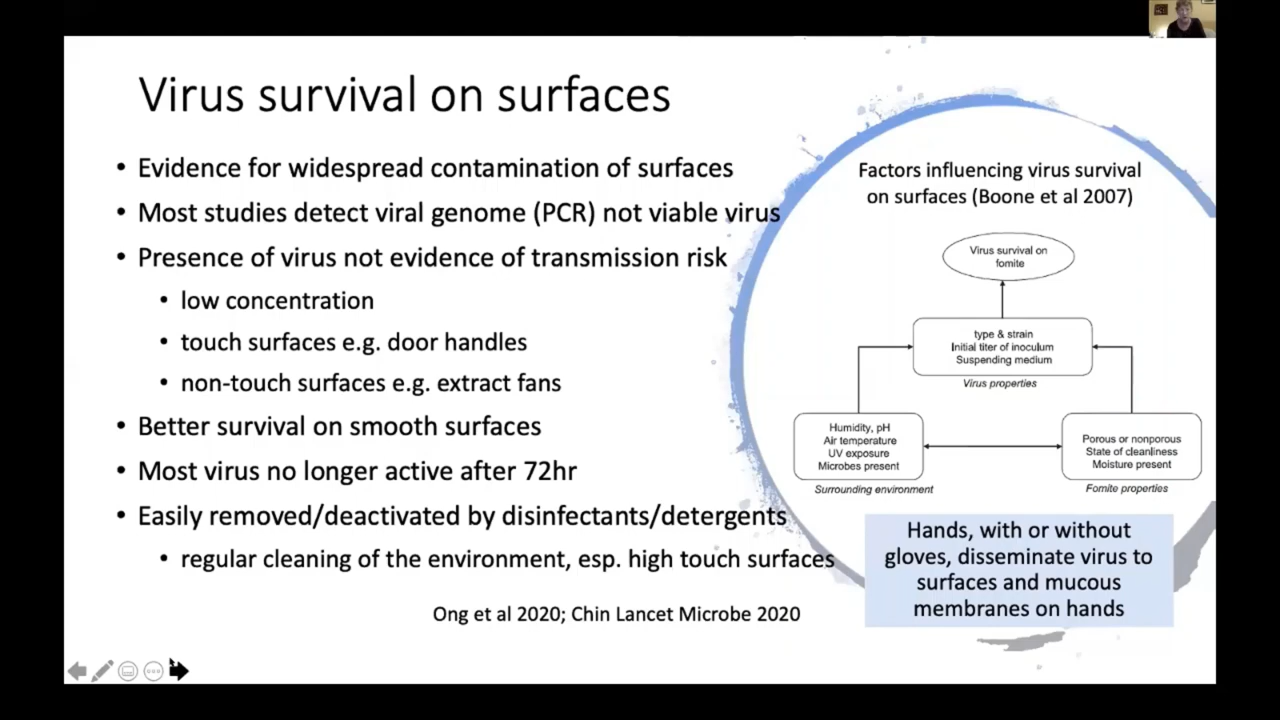 Virus survival on surfaces
• Evidence for widespread contamination of surfaces
• Most studies detect viral genome (PCR) not viable virus
• Presence of virus not evidence of transmission risk
• low concentration
• touch surfaces e.g. door handles
• non-touch surfaces e.g. extract fans
• Better survival on smooth surfaces
• Most virus no longer active after 72hr
• Easily removed/deactivated by disinfectants/detergents
• regular cleaning of the environment, esp. high touch surfaces
Ong et al 2020; Chin Lancet Microbe 2020
Factors influencing virus survival
on surfaces (Boone et al 2007)
Virus survival on
fomite
type & strain
Initial titer of inoculum
Suspending medium
Virus properties
Humidity, pH
Air temperature
UV exposure
Microbes present
Surrounding environment
Porous or nonporous
State of cleanliness
Moisture present
Fomite properties
Hands, with or without
gloves, disseminate virus to
surfaces and mucous
membranes on hands